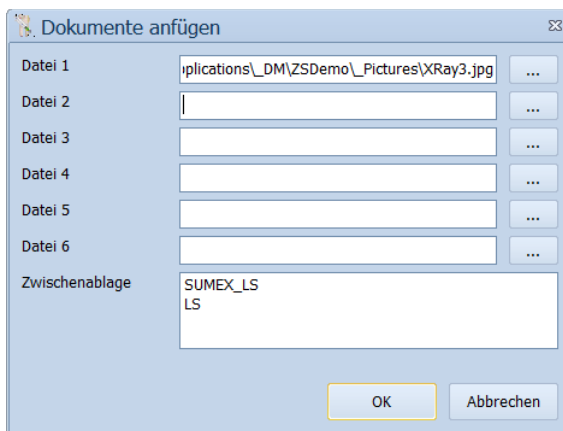 Dokumente anfügen
Datei 1
plications\_DM\ZSDemo\_Pictures\XRay3.jpg
...
Datei 2
...
Datei 3
...
Datei 4
...
Datei 5
...
Datei 6
...
Zwischenablage
SUMEX_LS
LS
OK Abbrechen